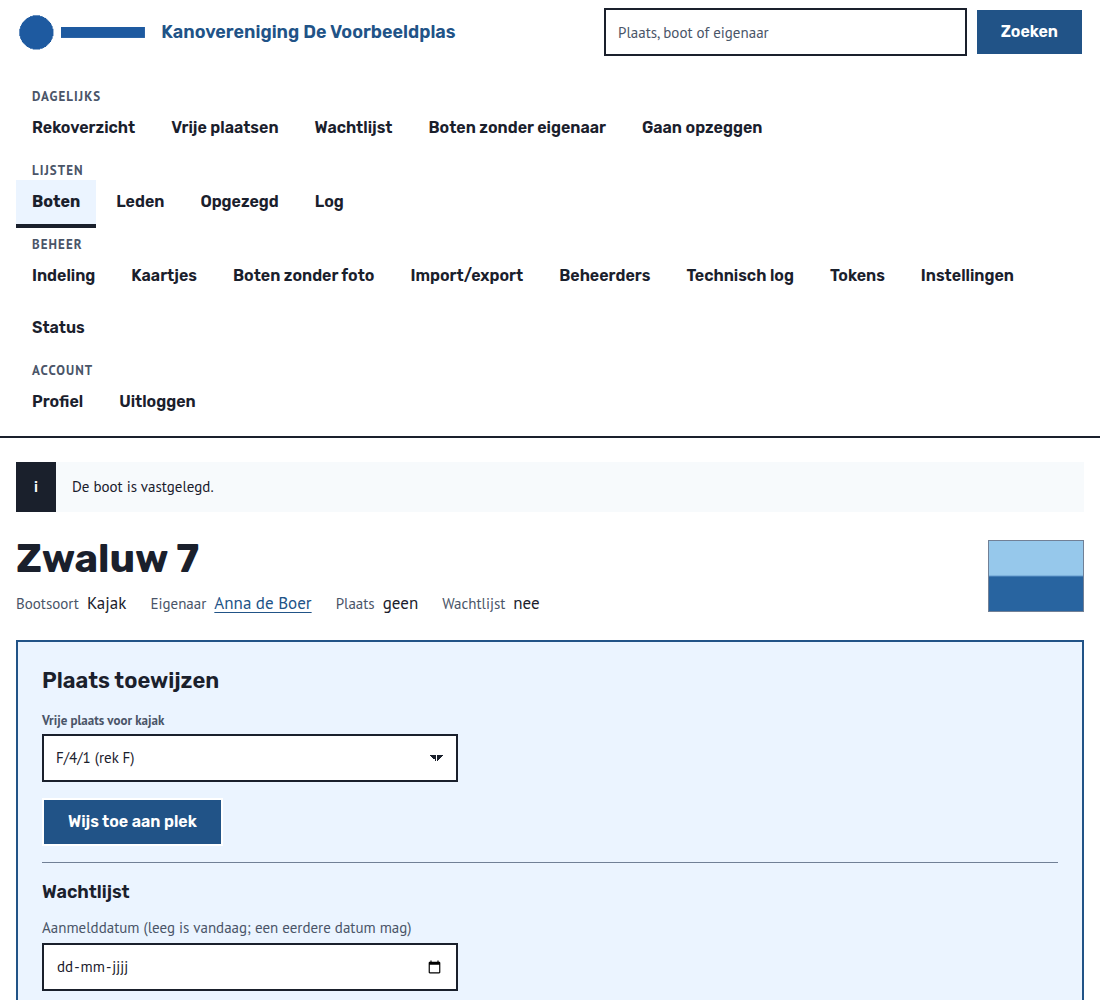 Kanovereniging De Voorbeeldplas
Plaats, boot of eigenaar
Zoeken
DAGELIJKS
Rekoverzicht Vrije plaatsen Wachtlijst Boten zonder eigenaar Gaan opzeggen
LIJSTEN
Boten Leden Opgezegd Log
BEHEER
Indeling Kaartjes Boten zonder foto Import/export Beheerders Technisch log Tokens Instellingen
Status
ACCOUNT
Profiel Uitloggen
i De boot is vastgelegd.
Zwaluw 7
Bootsoort Kajak Eigenaar Anna de Boer Plaats geen Wachtlijst nee
Plaats toewijzen
Vrije plaats voor kajak
F/4/1 (rek F)
Wijs toe aan plek
Wachtlijst
Aanmelddatum (leeg is vandaag; een eerdere datum mag)
dd-mm-jjjj